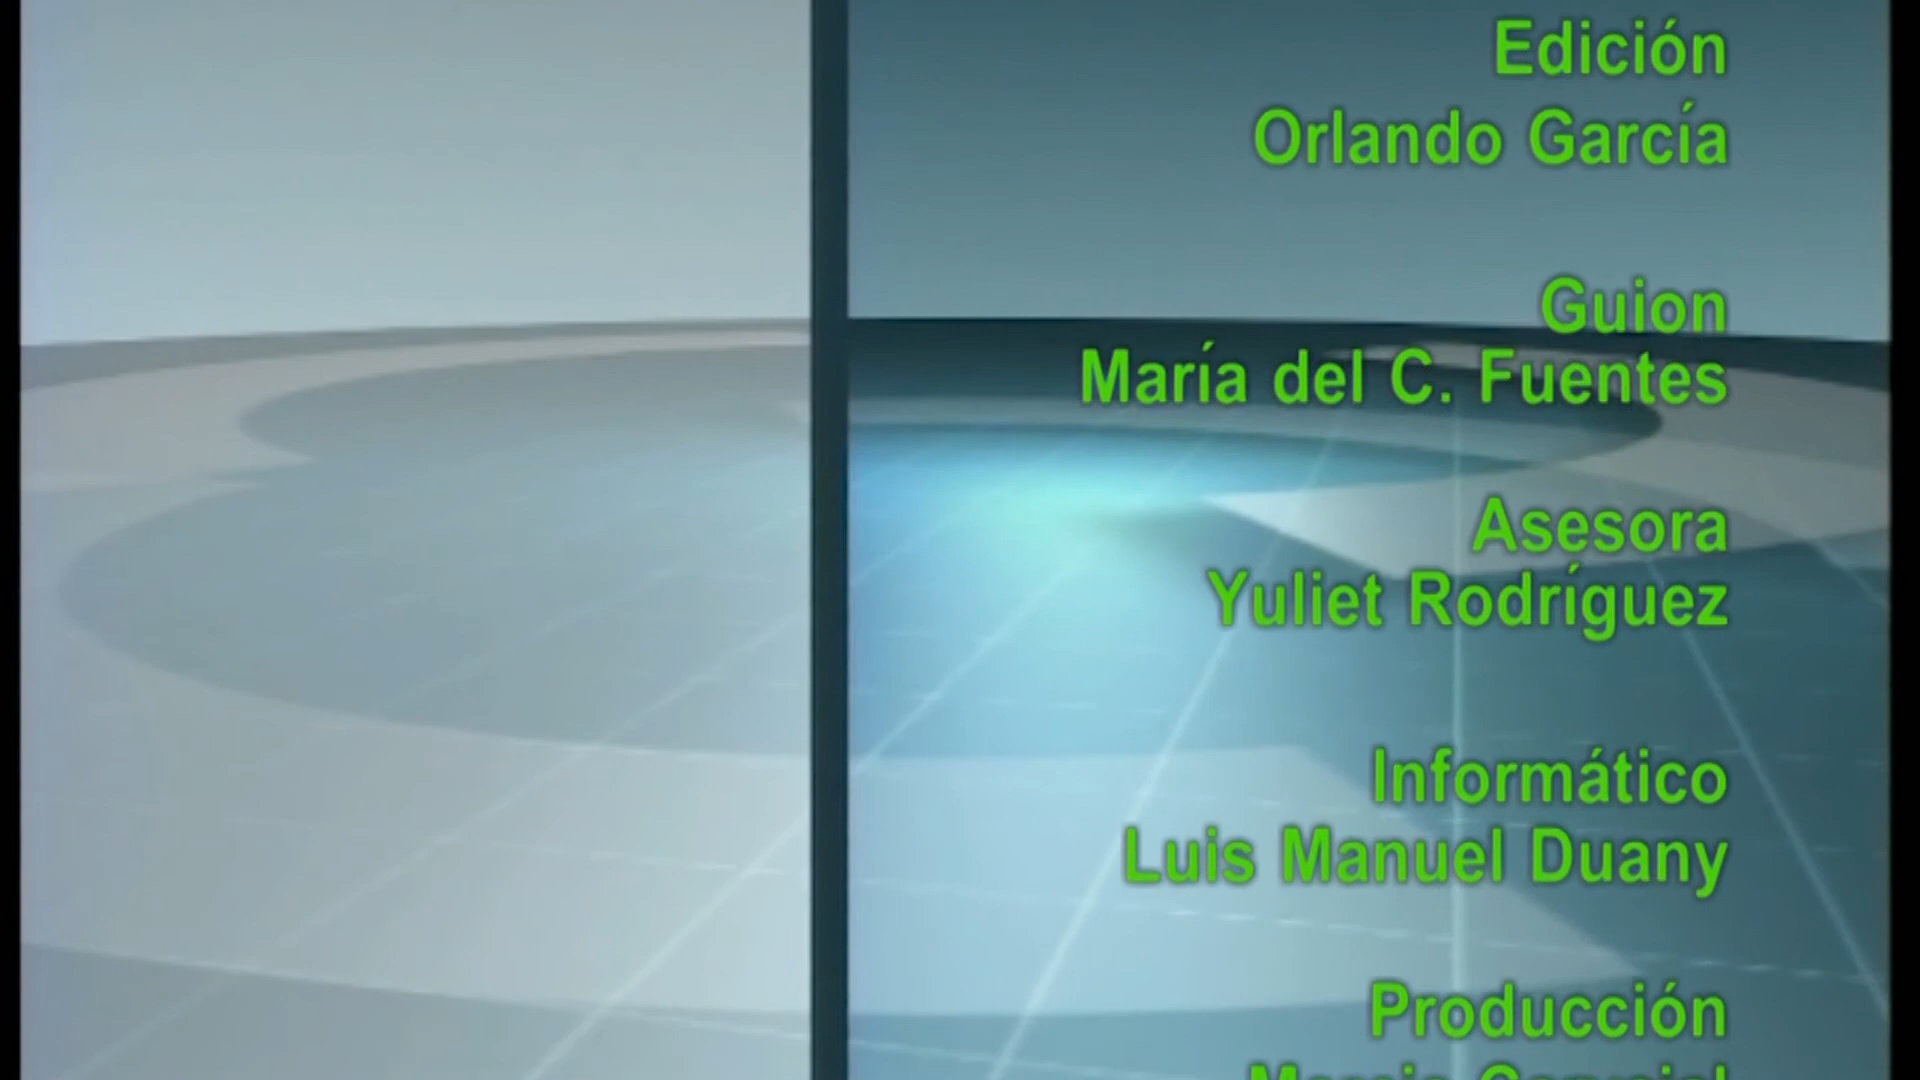 Edición
Orlando García
Guion
María del C. Fuentes
Asesora
Yuliet Rodríguez
Informático
Luis Manuel Duany
Producción